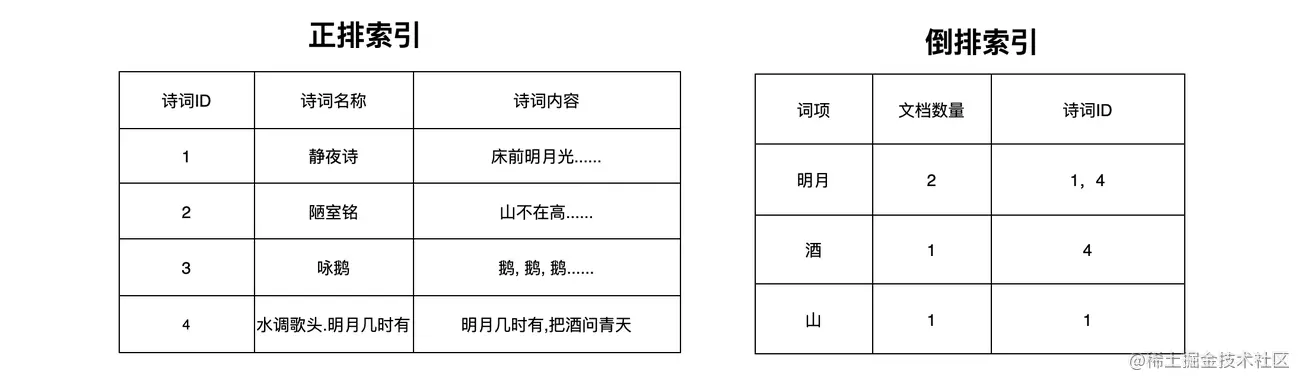 正排索引
诗词ID 诗词名称 诗词内容
1 静夜诗 床前明月光......
2 陋室铭 山不在高......
3 咏鹅 鹅, 鹅, 鹅......
4 水调歌头.明月几时有 明月几时有,把酒问青天
倒排索引
词项 文档数量 诗词ID
明月 2 1，4
酒 1 4
山 1 1
@稀土掘金技术社区